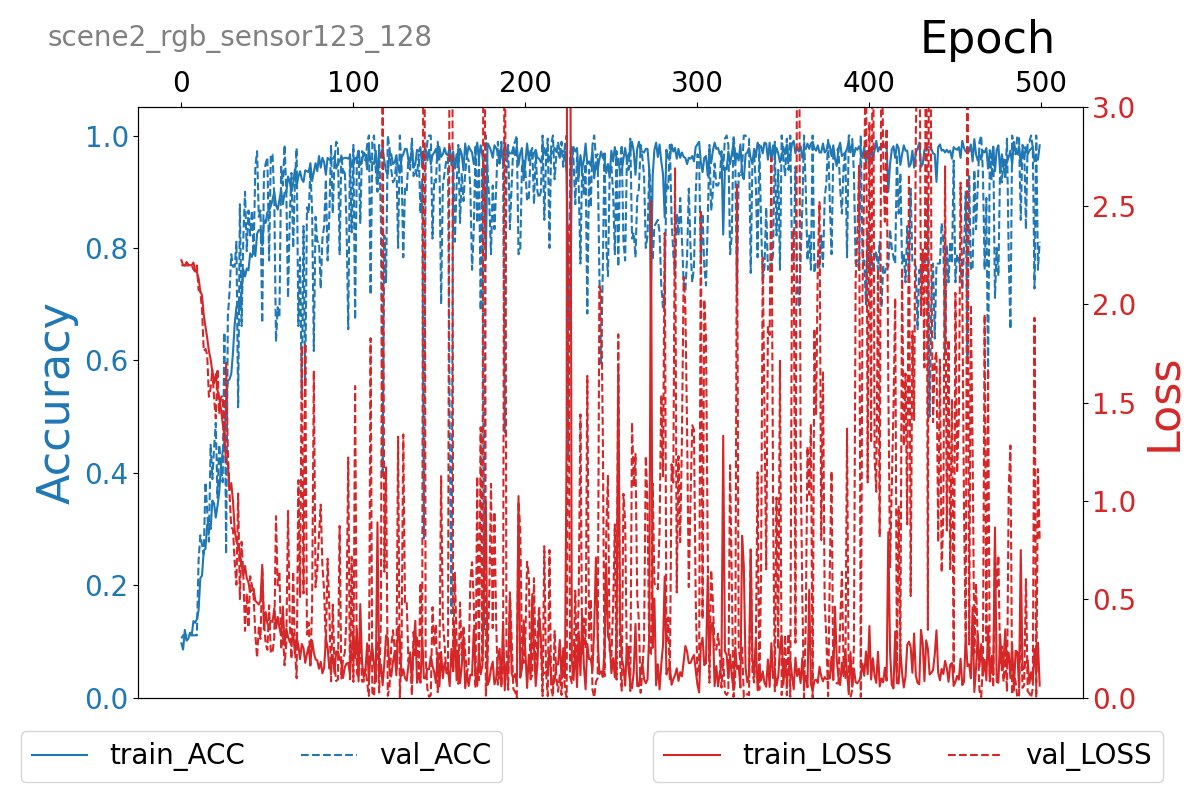 scene2_rgb_sensor123_128
Epoch
0 100 200 300 400 500
1.0 0.8 0.6 0.4 0.2 0.0
Accuracy
3.0 2.5 2.0 1.5 1.0 0.5 0.0
Loss
train_ACC val_ACC train_LOSS val_LOSS